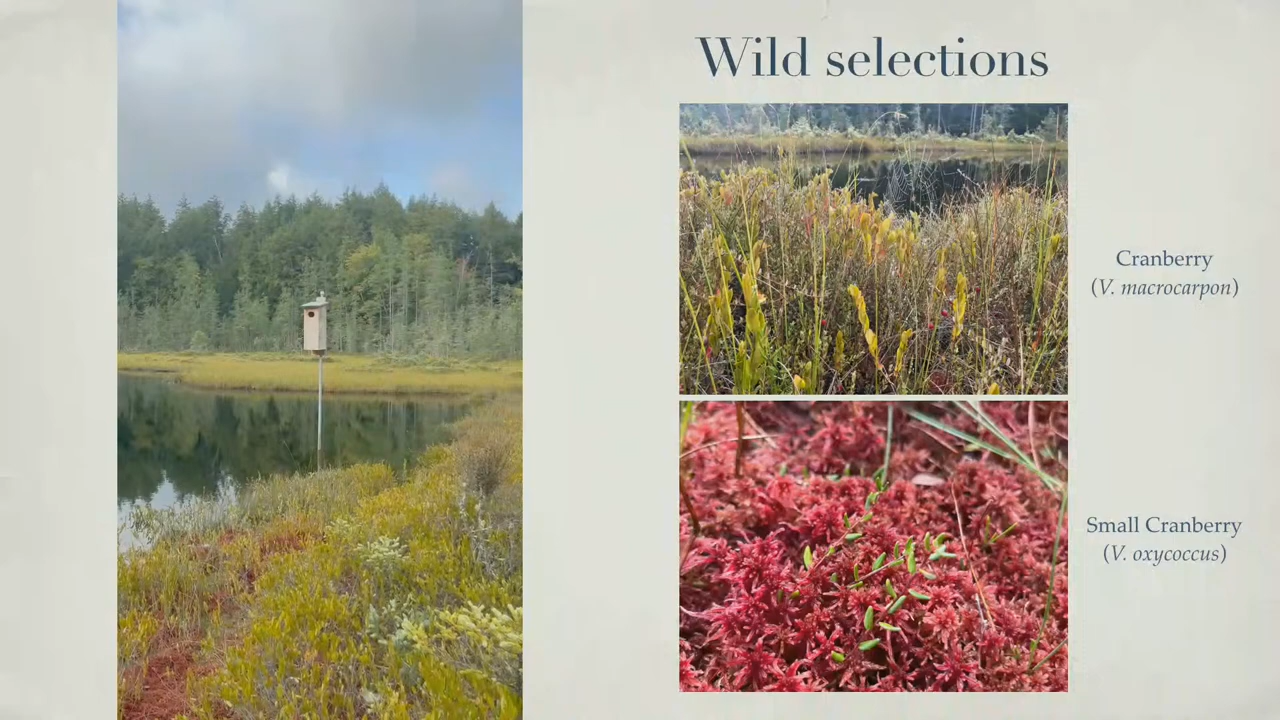 Wild selections
Cranberry
(V. macrocarpon)
Small Cranberry
(V. oxycoccus)